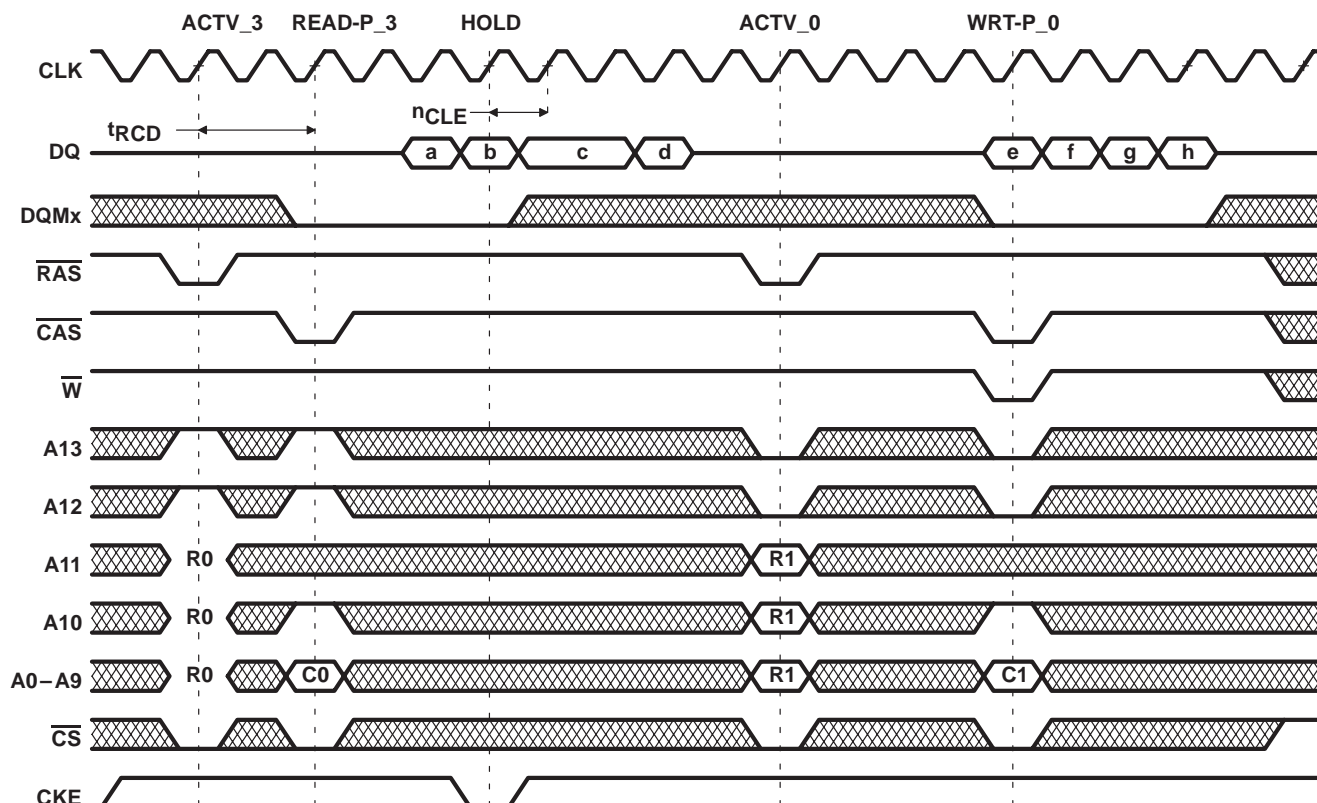 ACTV_3 READ-P_3 HOLD ACTV_0 WRT-P_0
CLK
nCLE
tRCD
DQ a b c d e f g h
DQMx
RAS
CAS
W
A13
A12
A11 R0 R1
A10 R0 R1
A0–A9 R0 C0 R1 C1
CS
CKE